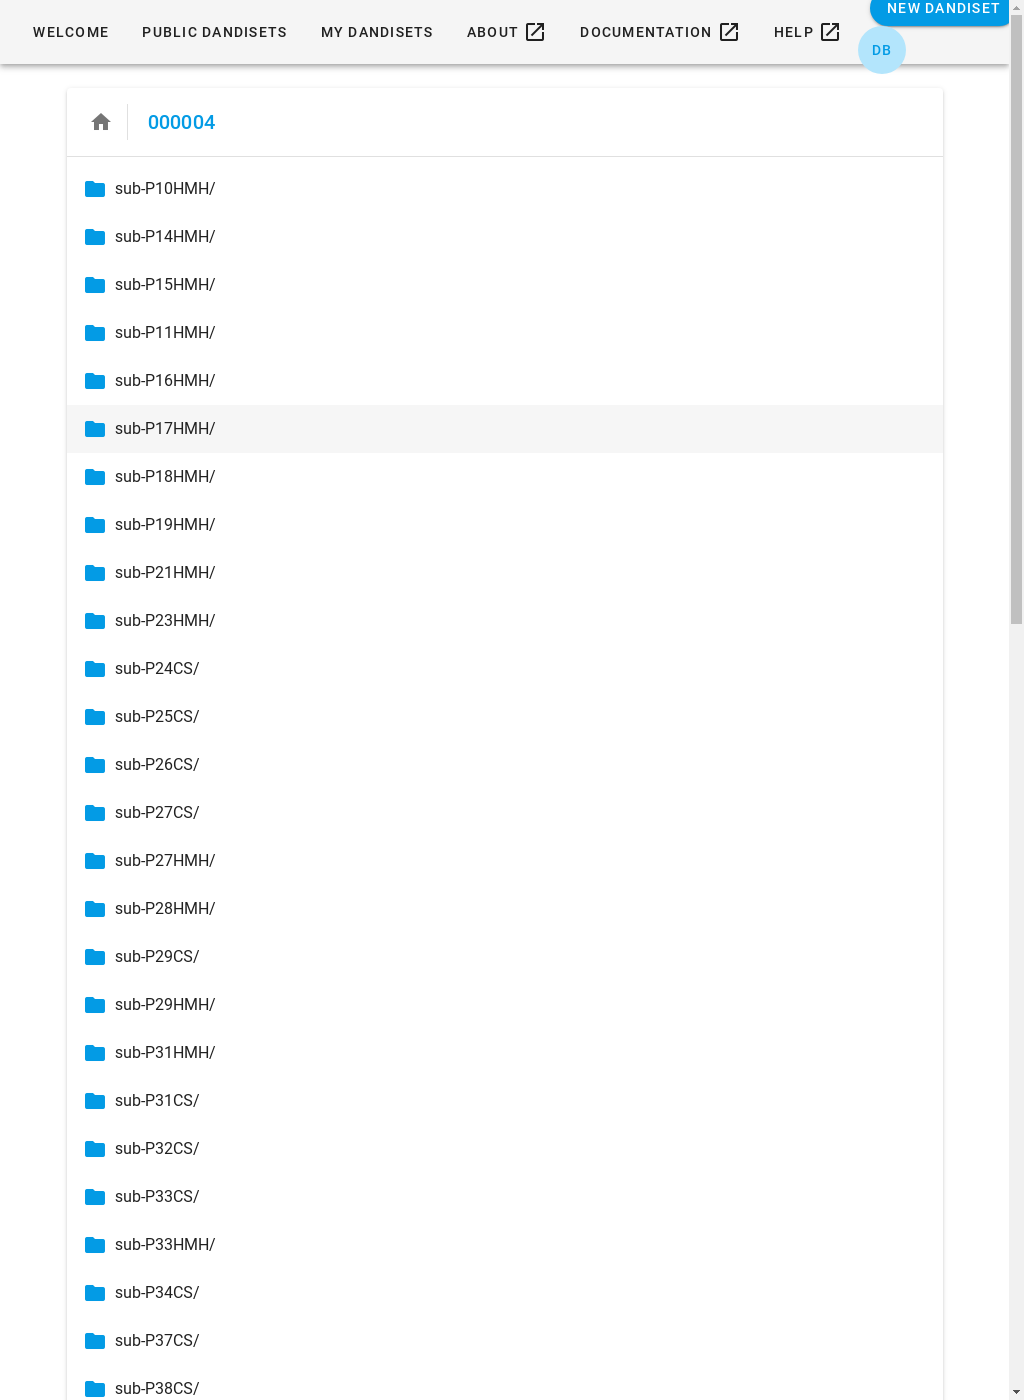 WELCOME PUBLIC DANDISETS MY DANDISETS ABOUT DOCUMENTATION HELP NEW DANDISET
DB
000004
sub-P10HMH/
sub-P14HMH/
sub-P15HMH/
sub-P11HMH/
sub-P16HMH/
sub-P17HMH/
sub-P18HMH/
sub-P19HMH/
sub-P21HMH/
sub-P23HMH/
sub-P24CS/
sub-P25CS/
sub-P26CS/
sub-P27CS/
sub-P27HMH/
sub-P28HMH/
sub-P29CS/
sub-P29HMH/
sub-P31HMH/
sub-P31CS/
sub-P32CS/
sub-P33CS/
sub-P33HMH/
sub-P34CS/
sub-P37CS/
sub-P38CS/